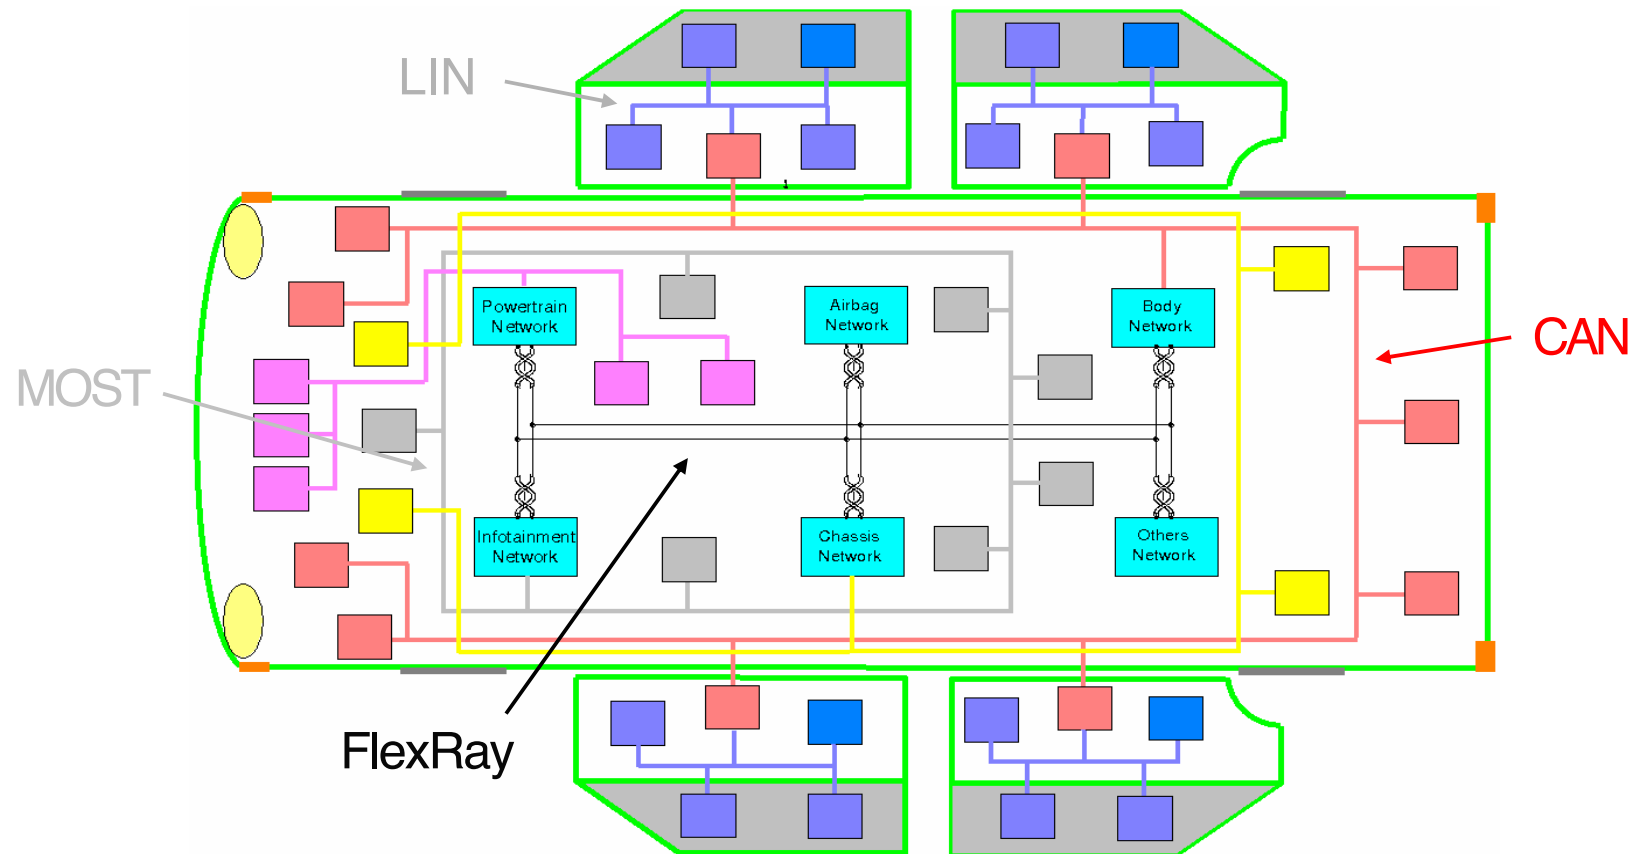 LIN
Powertrain
Network
Airbag
Network
Body
Network
CAN
MOST
Infotainment
Network
Chassis
Network
Others
Network
FlexRay